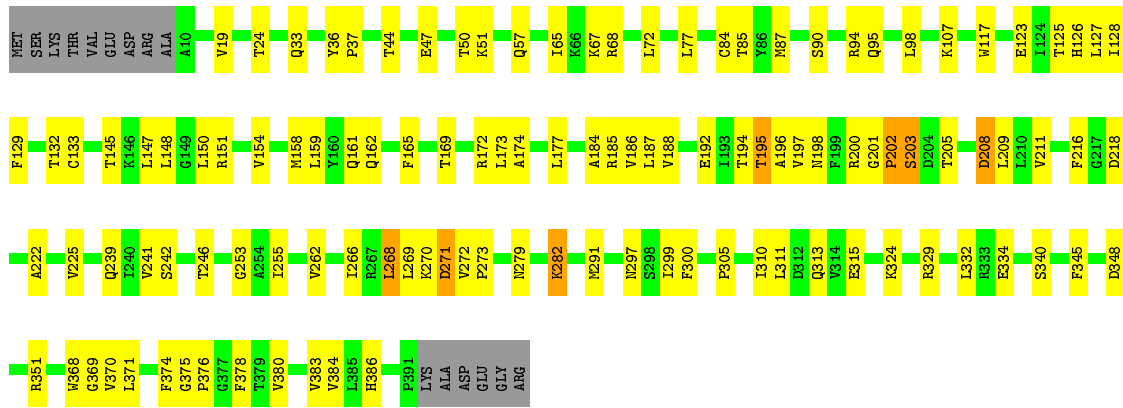 MET SER LYS THR VAL GLU ASP ARG ALA A10 V19 T24 Q33 Y36 P37 T44 E47 T50 K51 Q57 I65 K66 K67 R68 L72 L77 C84 T85 Y86 M87 S90 R94 Q95 L98 K107 W117 E123 I124 T125 H126 L127 I128
F129 T132 C133 T145 K146 L147 L148 G149 L150 R151 V154 M158 L159 Y160 Q161 Q162 F165 T169 R172 L173 A174 L177 A184 R185 V186 L187 V188 E192 I193 T194 T195 A196 V197 N198 F199 R200 G201 P202 S203 D204 T205 D208 L209 L210 V211 F216 G217 D218
A222 V225 Q239 I240 V241 S242 T246 G253 A254 I255 V262 I266 R267 L268 L269 K270 D271 V272 P273 N279 K282 M291 N297 S298 I299 F300 P305 I310 L311 D312 Q313 V314 E315 K324 R329 L332 R333 E334 S340 F345 D348
R351 W368 G369 V370 L371 F374 G375 P376 G377 F378 T379 V380 V383 V384 L385 H386 P391 LYS ALA ASP GLU GLY ARG